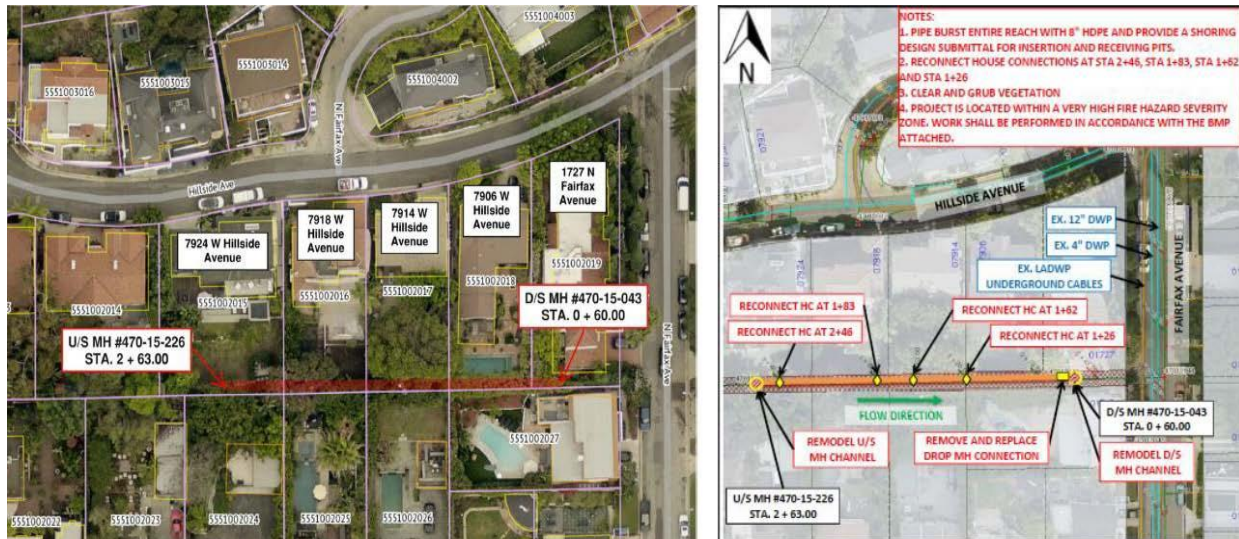 5551004003
5551003014
5551003015
5551003016
5551004002
N Fairfax Ave
Hillside Ave
1727 N
Fairfax
Avenue
7906 W
Hillside
Avenue
7914 W
Hillside
Avenue
7918 W
Hillside
Avenue
7924 W Hillside
Avenue
5551002019
5551002018
5551002017
5551002016
5551002015
5551002014
D/S MH #470-15-043
STA. 0 + 60.00
U/S MH #470-15-226
STA. 2 + 63.00
N Fairfax Ave
N Fairfax Ave
5551002027
5551002026
5551002025
5551002024
5551002023
5551002022
N
NOTES:
1. PIPE BURST ENTIRE REACH WITH 8" HDPE AND PROVIDE A SHORING
DESIGN SUBMITTAL FOR INSERTION AND RECEIVING PITS.
2. RECONNECT HOUSE CONNECTIONS AT STA 2+46, STA 1+83, STA 1+62
AND STA 1+26
3. CLEAR AND GRUB VEGETATION
4. PROJECT IS LOCATED WITHIN A VERY HIGH FIRE HAZARD SEVERITY
ZONE. WORK SHALL BE PERFORMED IN ACCORDANCE WITH THE BMP
ATTACHED.
07921
HILLSIDE AVENUE
EX. 12" DWP
EX. 4" DWP
EX. LADWP
UNDERGROUND CABLES
FAIRFAX AVENUE
07924
07918
07914
07906
RECONNECT HC AT 1+83
RECONNECT HC AT 2+46
RECONNECT HC AT 1+62
RECONNECT HC AT 1+26
01727
FLOW DIRECTION
D/S MH #470-15-043
STA. 0 + 60.00
REMODEL U/S
MH CHANNEL
REMOVE AND REPLACE
DROP MH CONNECTION
REMODEL D/S
MH CHANNEL
U/S MH #470-15-226
STA. 2 + 63.00